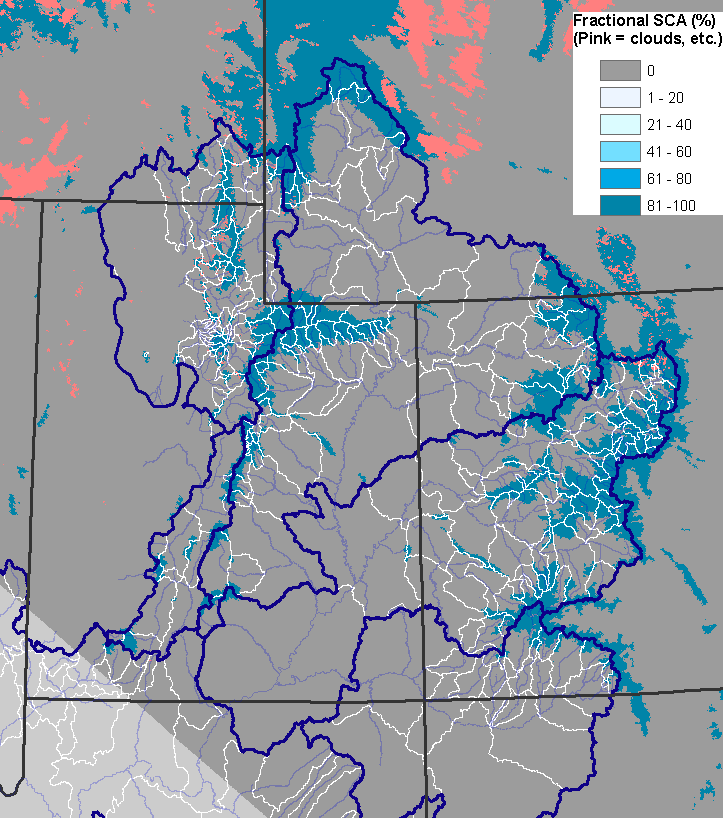 Fractional SCA (%)
(Pink = clouds, etc.)
0
1 - 20
21 - 40
41 - 60
61 - 80
81 -100